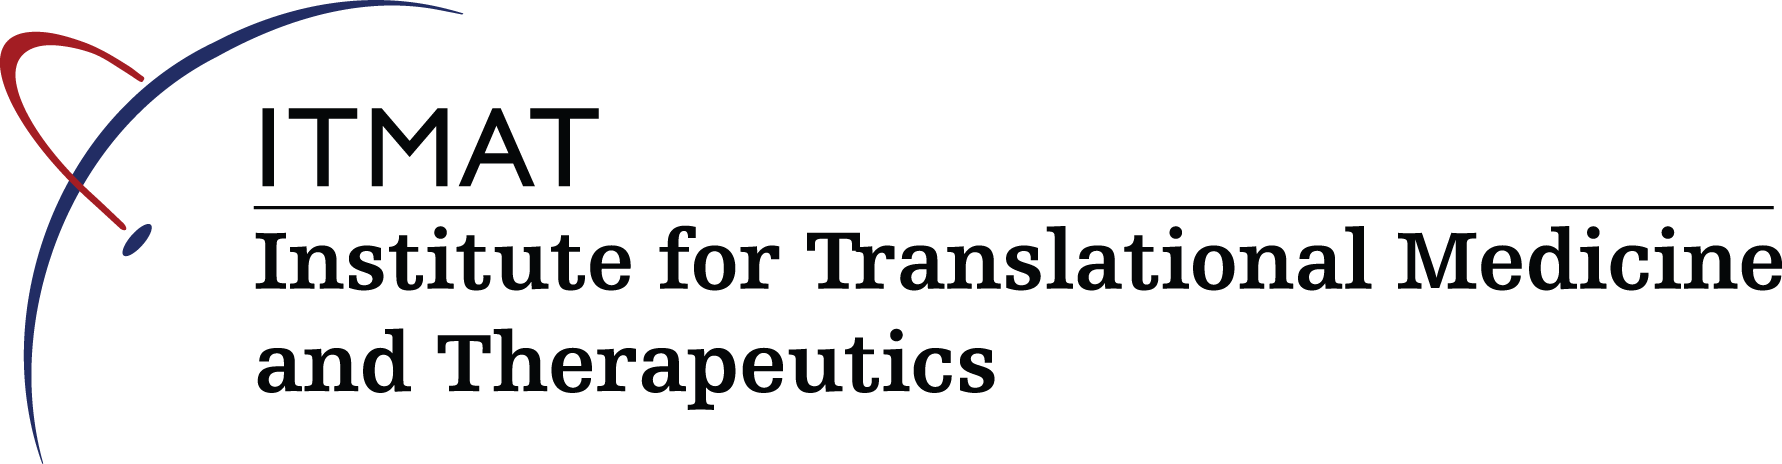 ITMAT
Institute for Translational Medicine
and Therapeutics